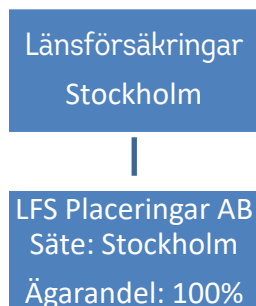 Länsförsäkringar
Stockholm
LFS Placeringar AB
Säte: Stockholm
Ägarandel: 100%